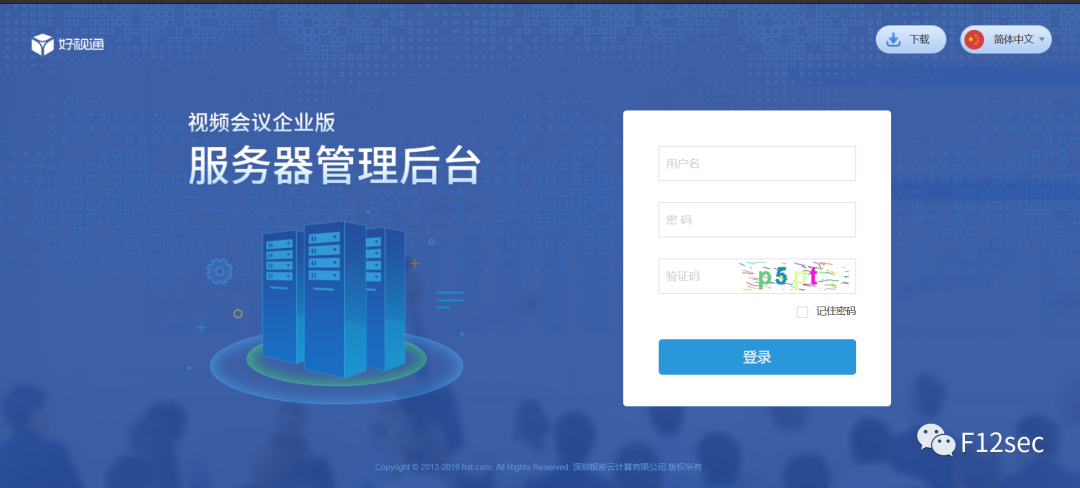 好视通
下载
简体中文
视频会议企业版
服务器管理后台
用户名
密 码
验证码
p5pt
记住密码
登录
F12sec
Copyright © 2013-2019 hst.com. All Rights Reserved. 深圳银澎云计算有限公司 版权所有